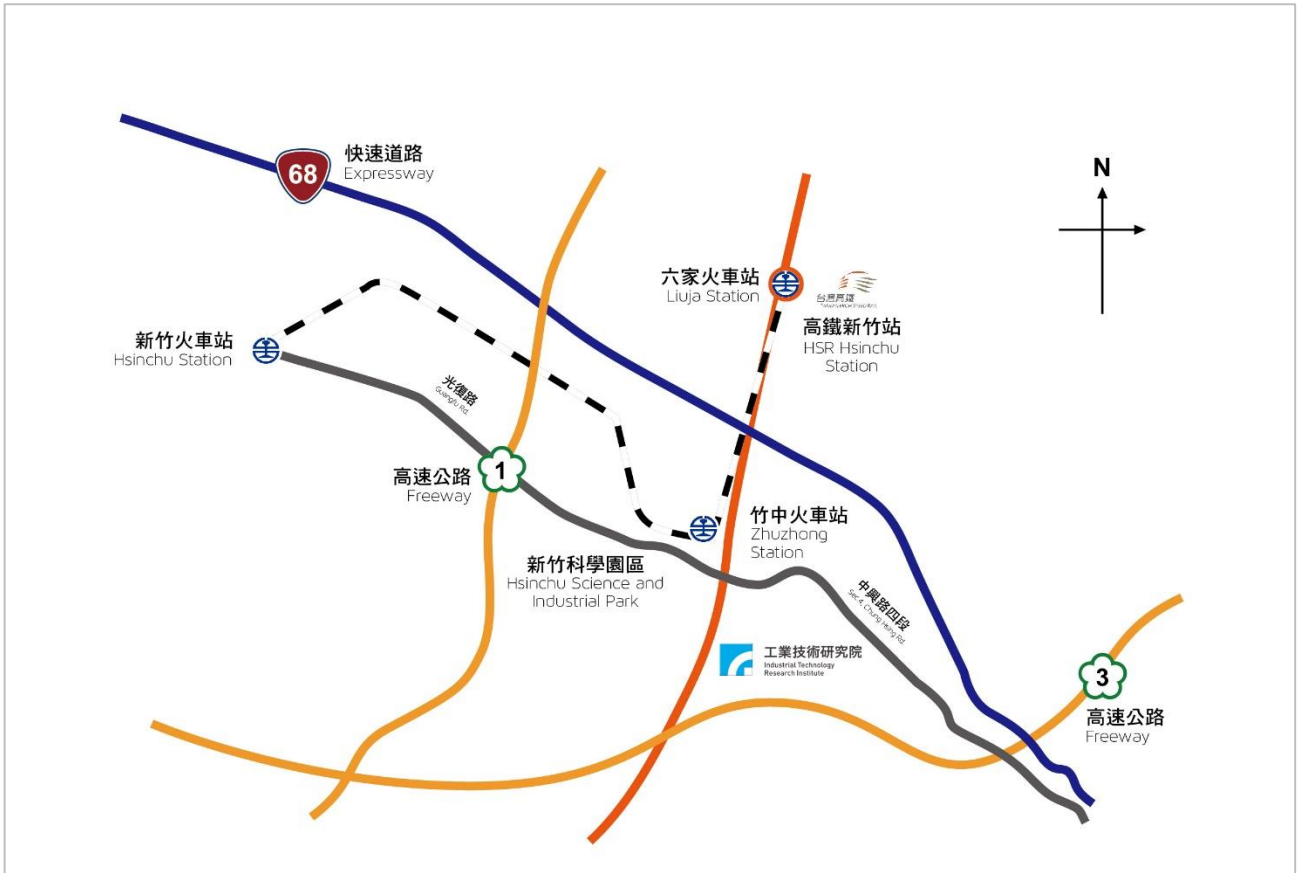 快速道路
68
Expressway
N
六家火車站
Liuja Station
台灣高鐵
高鐵新竹站
HSR Hsinchu
Station
新竹火車站
Hsinchu Station
光復路
Guangfu Rd.
高速公路
1
Freeway
竹中火車站
Zhuzhong
Station
新竹科學園區
Hsinchu Science and
Industrial Park
中興路四段
Sec.4, Chung Hsing Rd.
工業技術研究院
Industrial Technology
Research Institute
3
高速公路
Freeway